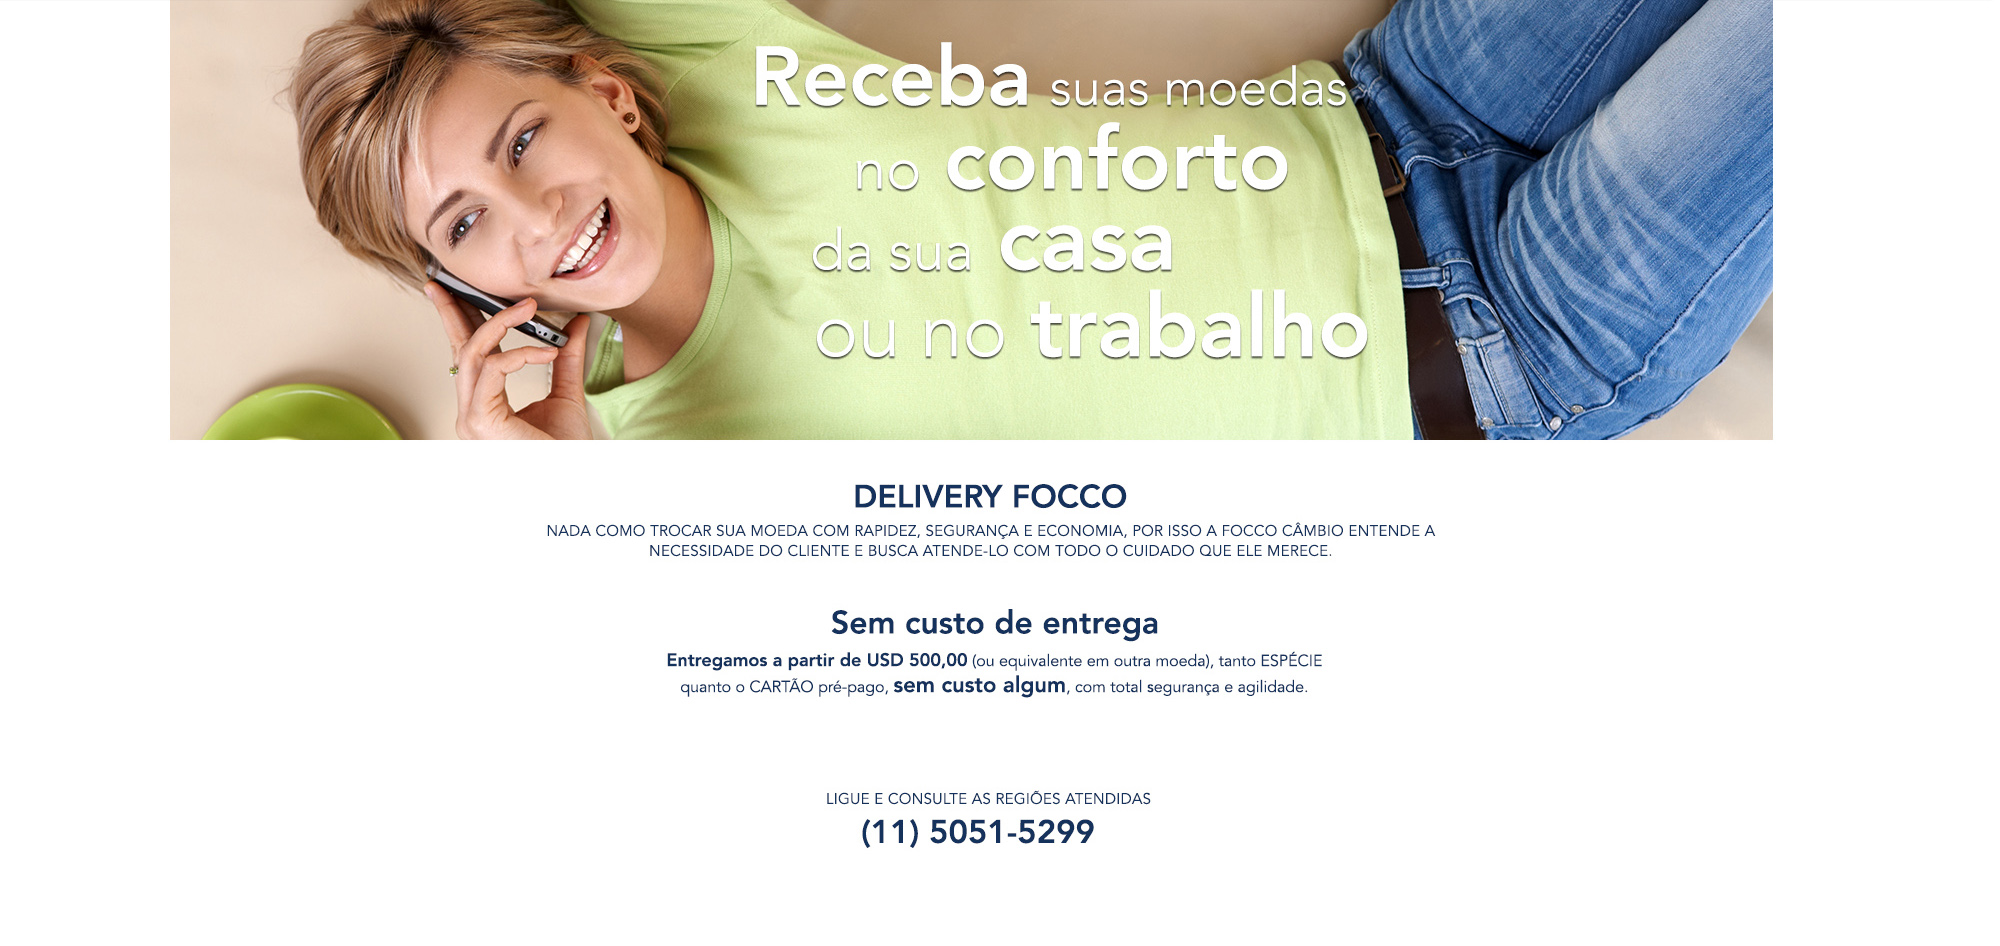 Receba suas moedas
no conforto
da sua casa
ou no trabalho
DELIVERY FOCCO
NADA COMO TROCAR SUA MOEDA COM RAPIDEZ, SEGURANÇA E ECONOMIA, POR ISSO A FOCCO CÂMBIO ENTENDE A
NECESSIDADE DO CLIENTE E BUSCA ATENDE-LO COM TODO O CUIDADO QUE ELE MERECE.
Sem custo de entrega
Entregamos a partir de USD 500,00 (ou equivalente em outra moeda), tanto ESPÉCIE
quanto o CARTÃO pré-pago, sem custo algum, com total segurança e agilidade.
LIGUE E CONSULTE AS REGIÕES ATENDIDAS
(11) 5051-5299